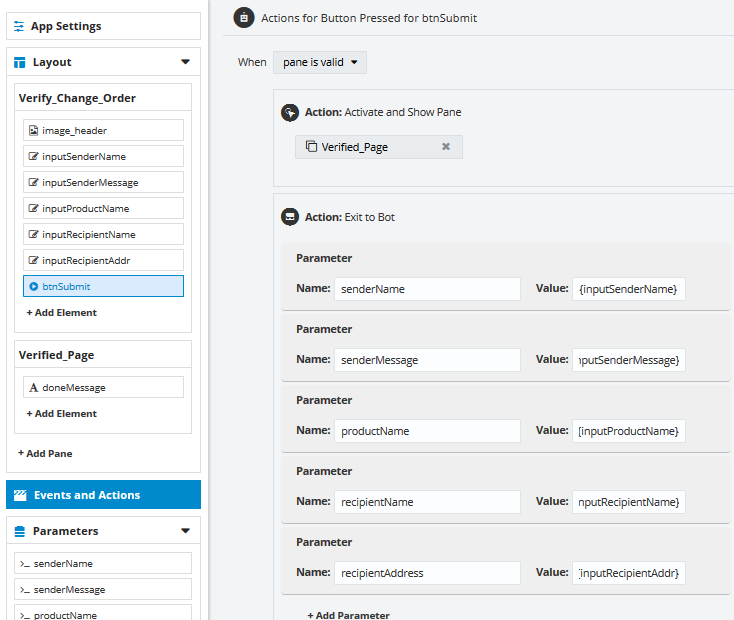 App Settings
Layout
Verify_Change_Order
image_header
inputSenderName
inputSenderMessage
inputProductName
inputRecipientName
inputRecipientAddr
btnSubmit
+ Add Element
Verified_Page
A doneMessage
+ Add Element
+ Add Pane
Events and Actions
Parameters
>_ senderName
>_ senderMessage
>_ productName
Actions for Button Pressed for btnSubmit
When pane is valid
Action: Activate and Show Pane
Verified_Page
Action: Exit to Bot
Parameter
Name: senderName Value: {inputSenderName}
Parameter
Name: senderMessage Value: nputSenderMessage}
Parameter
Name: productName Value: {inputProductName}
Parameter
Name: recipientName Value: nputRecipientName}
Parameter
Name: recipientAddress Value: inputRecipientAddr}
+ Add Parameter